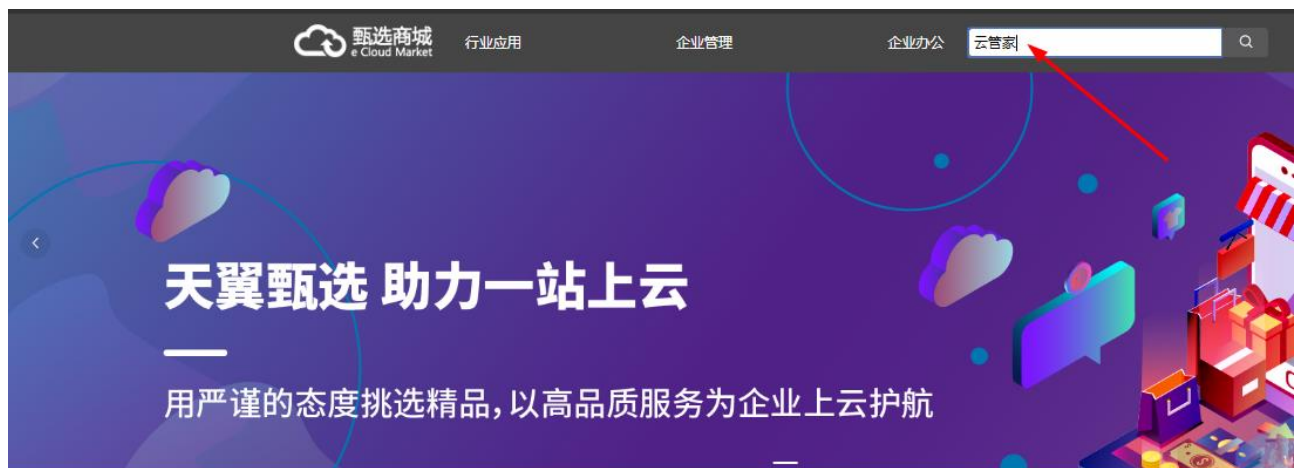 甄选商城
e Cloud Market
行业应用
企业管理
企业办公
云管家
天翼甄选 助力一站上云
用严谨的态度挑选精品,以高品质服务为企业上云护航